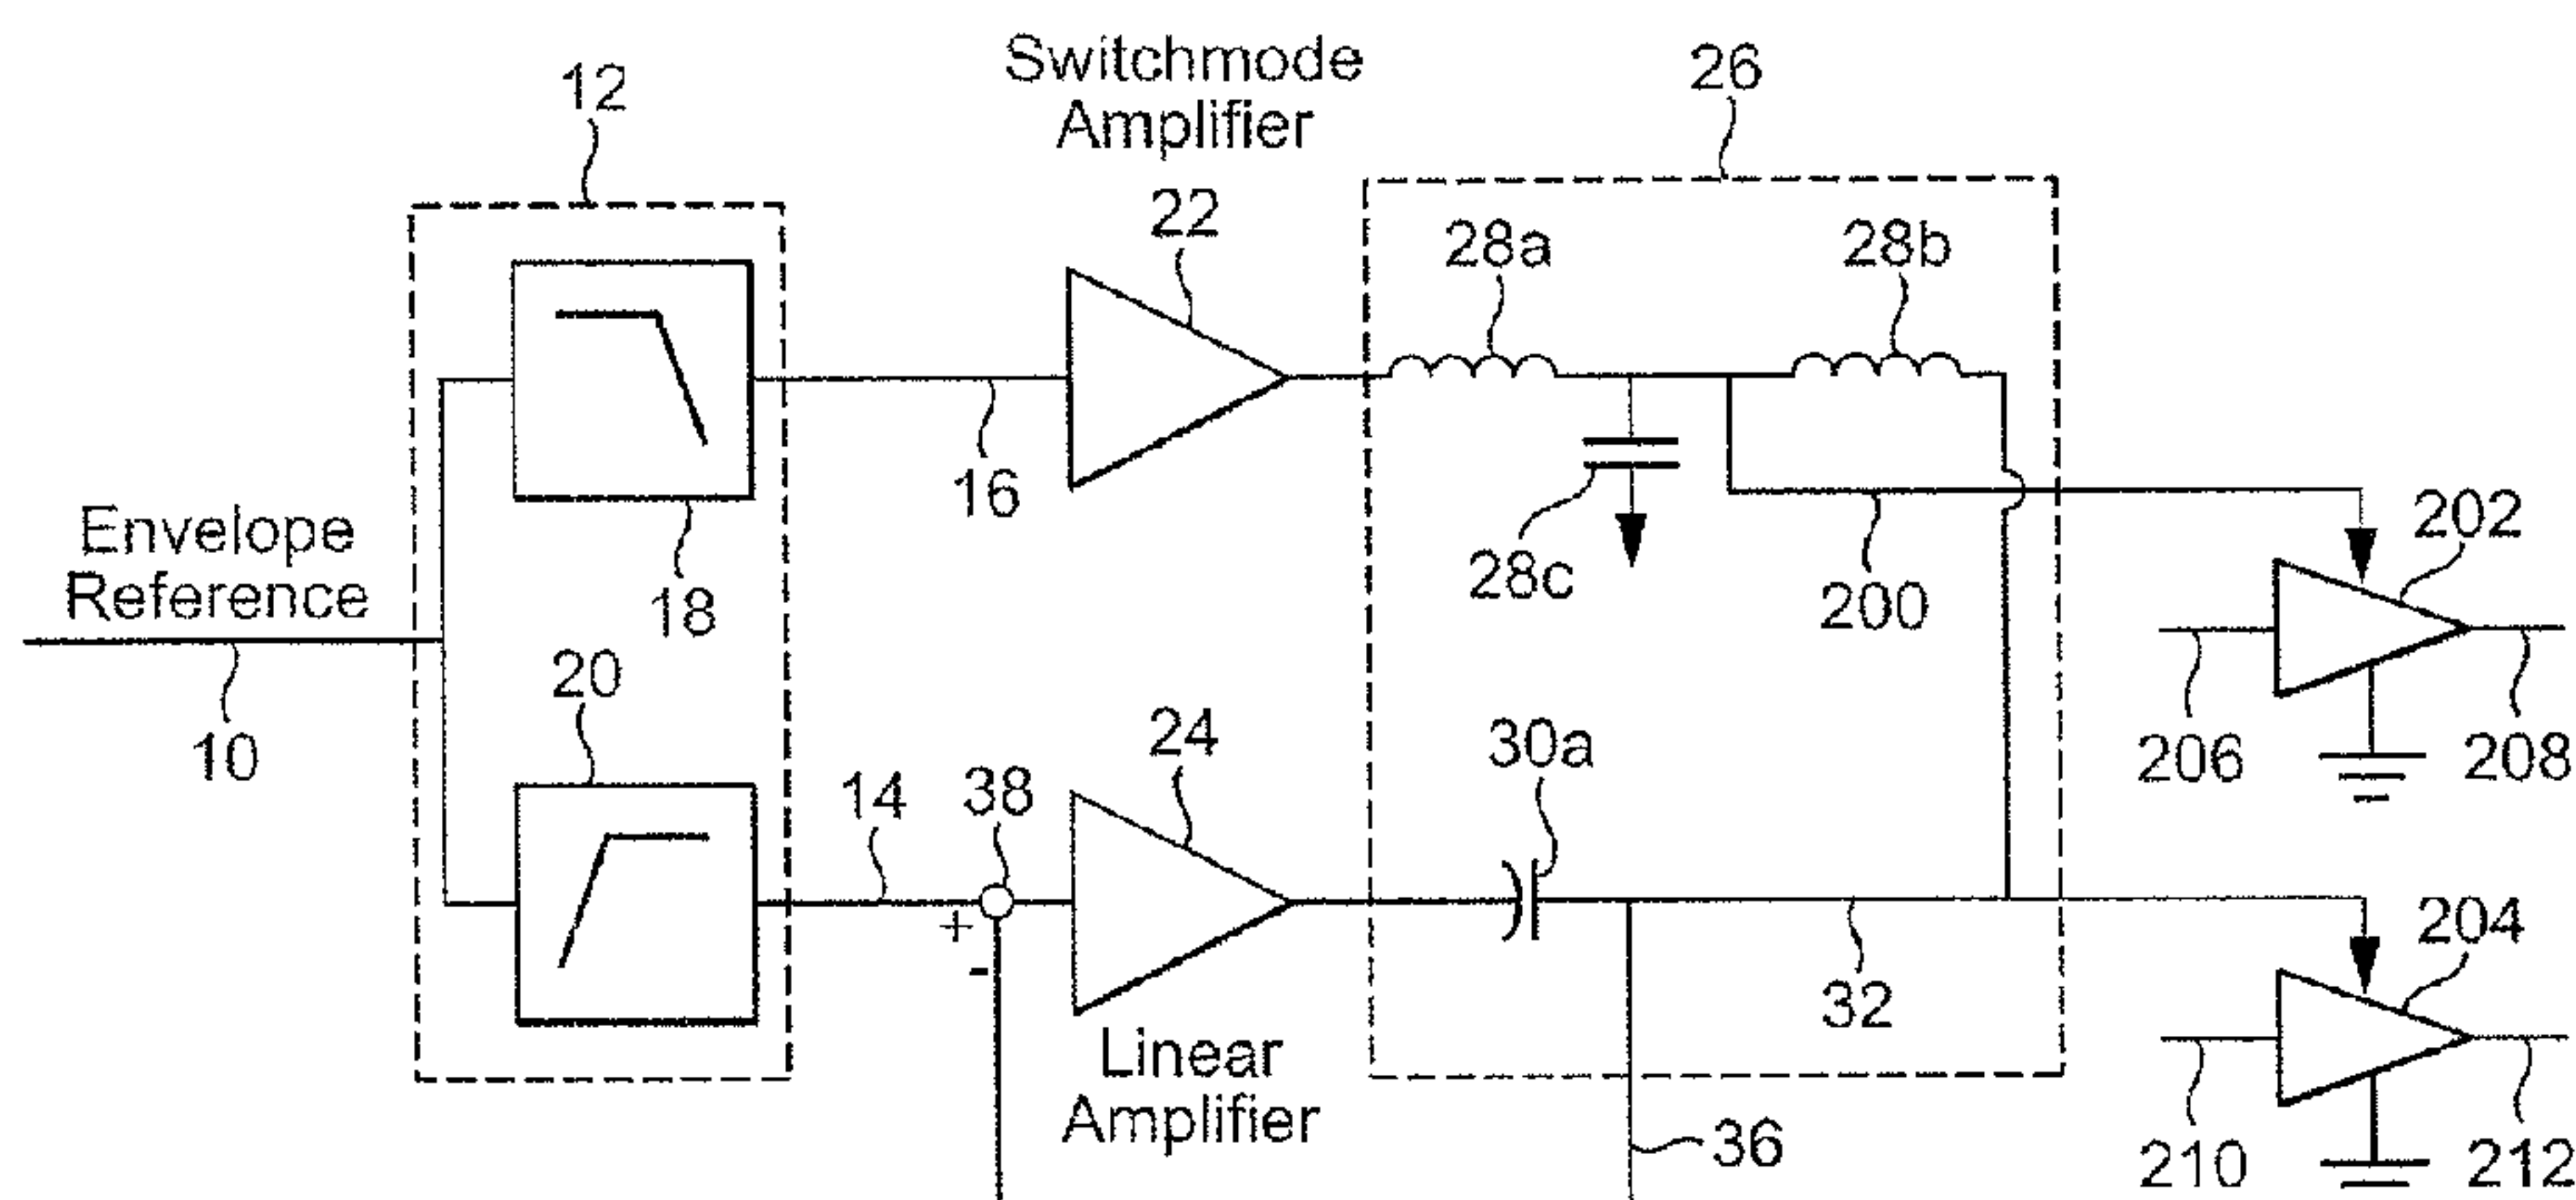 Switchmode
Amplifier
12
26
22
28a
28b
16
28c
200
202
Envelope
Reference
18
10
20
14
38
24
30a
206
208
+
-
32
204
Linear
Amplifier
36
210
212